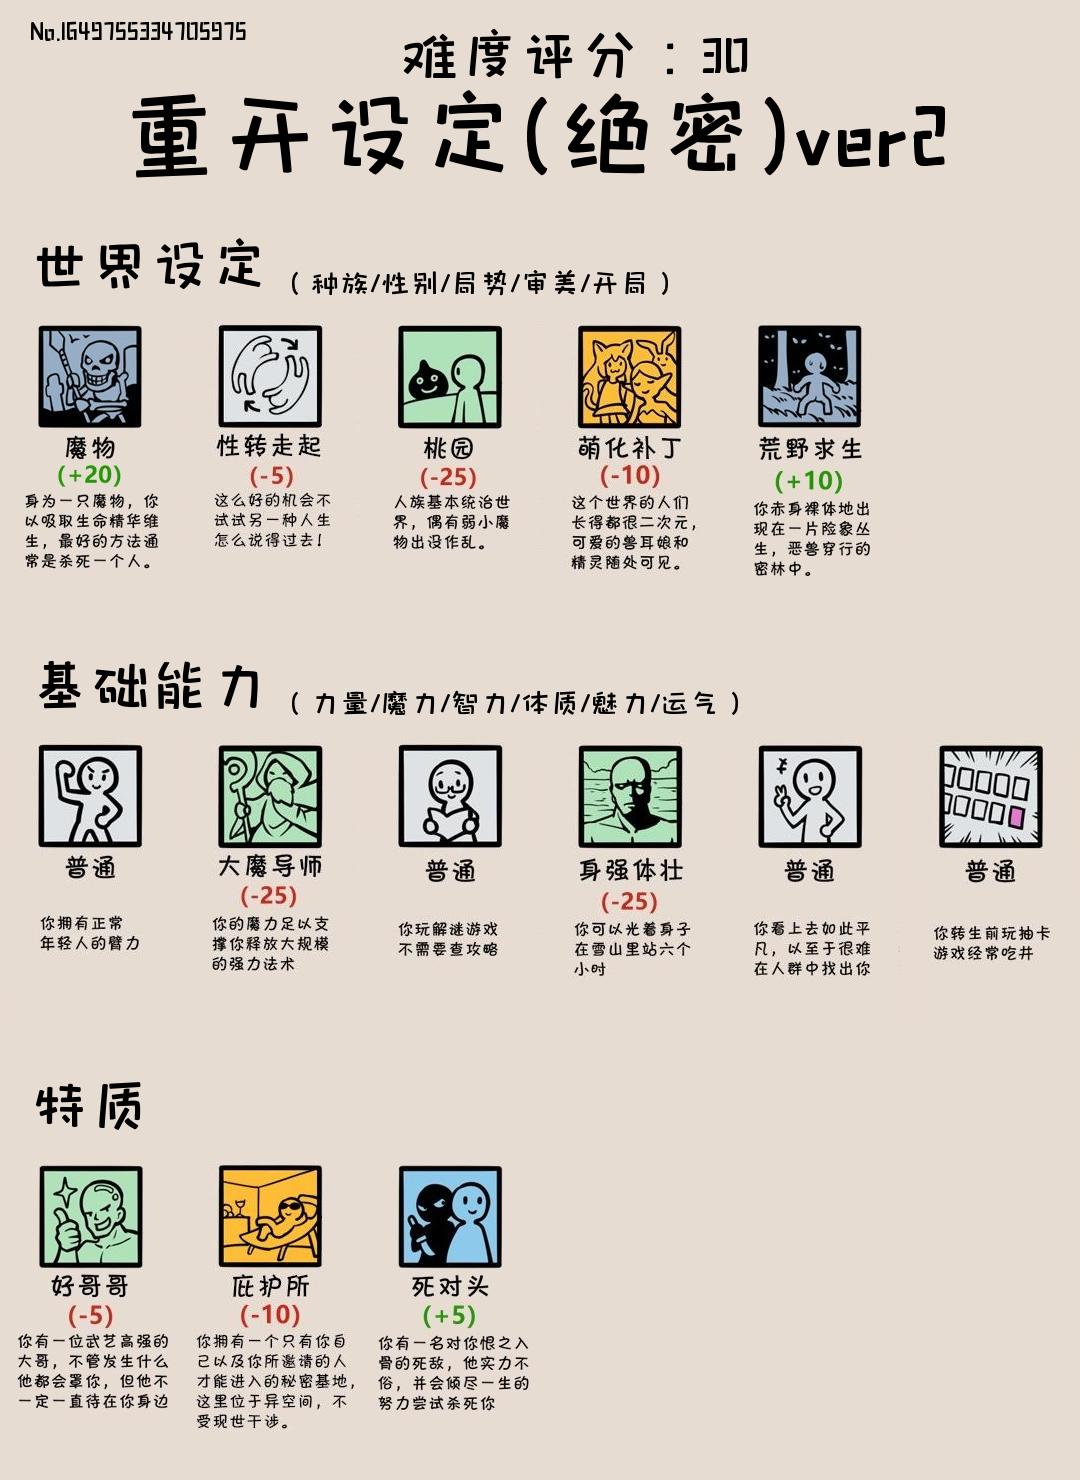 No.1649755334705975
难度评分：30
重开设定(绝密)ver2
世界设定（种族/性别/局势/审美/开局）
魔物
(+20)
身为一只魔物，你
以吸取生命精华维
生，最好的方法通
常是杀死一个人。
性转走起
(-5)
这么好的机会不
试试另一种人生
怎么说得过去！
桃园
(-25)
人族基本统治世
界，偶有弱小魔
物出没作乱。
萌化补丁
(-10)
这个世界的人们
长得都很二次元，
可爱的兽耳娘和
精灵随处可见。
荒野求生
(+10)
你赤身裸体地出
现在一片险象丛
生，恶兽穿行的
密林中。
基础能力（力量/魔力/智力/体质/魅力/运气）
普通
你拥有正常
年轻人的臂力
大魔导师
(-25)
你的魔力足以支
撑你释放大规模
的强力法术
普通
你玩解谜游戏
不需要查攻略
身强体壮
(-25)
你可以光着身子
在雪山里站六个
小时
普通
你看上去如此平
凡，以至于很难
在人群中找出你
普通
你转生前玩抽卡
游戏经常吃井
特质
好哥哥
(-5)
你有一位武艺高强的
大哥，不管发生什么
他都会罩你，但他不
一定一直待在你身边
庇护所
(-10)
你拥有一个只有你自
己以及你所邀请的人
才能进入的秘密基地，
这里位于异空间，不
受现世干涉。
死对头
(+5)
你有一名对你恨之入
骨的死敌，他实力不
俗，并会倾尽一生的
努力尝试杀死你